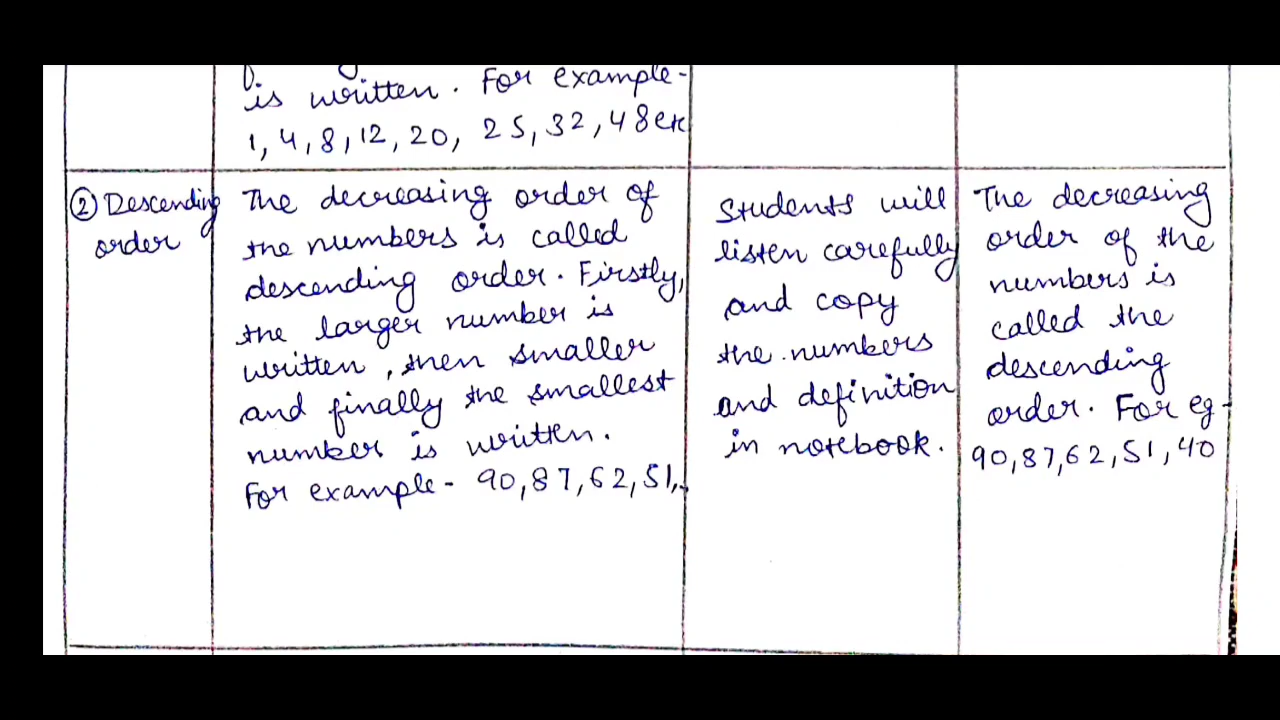 is written. For example-
1, 4, 8, 12, 20, 25, 32, 48 etc
② Descending
order
The decreasing order of
the numbers is called
descending order. Firstly,
the larger number is
written, then smaller
and finally the smallest
number is written.
For example- 90, 87, 62, 51,..
Students will
listen carefully
and copy
the numbers
and definition
in notebook.
The decreasing
order of the
numbers is
called the
descending
order. For eg-
90, 87, 62, 51, 40